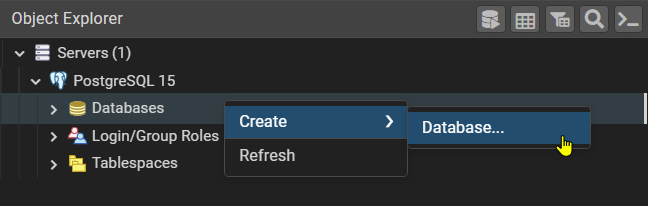 Object Explorer
Servers (1)
PostgreSQL 15
Databases
Create
Database...
Login/Group Roles
Refresh
Tablespaces